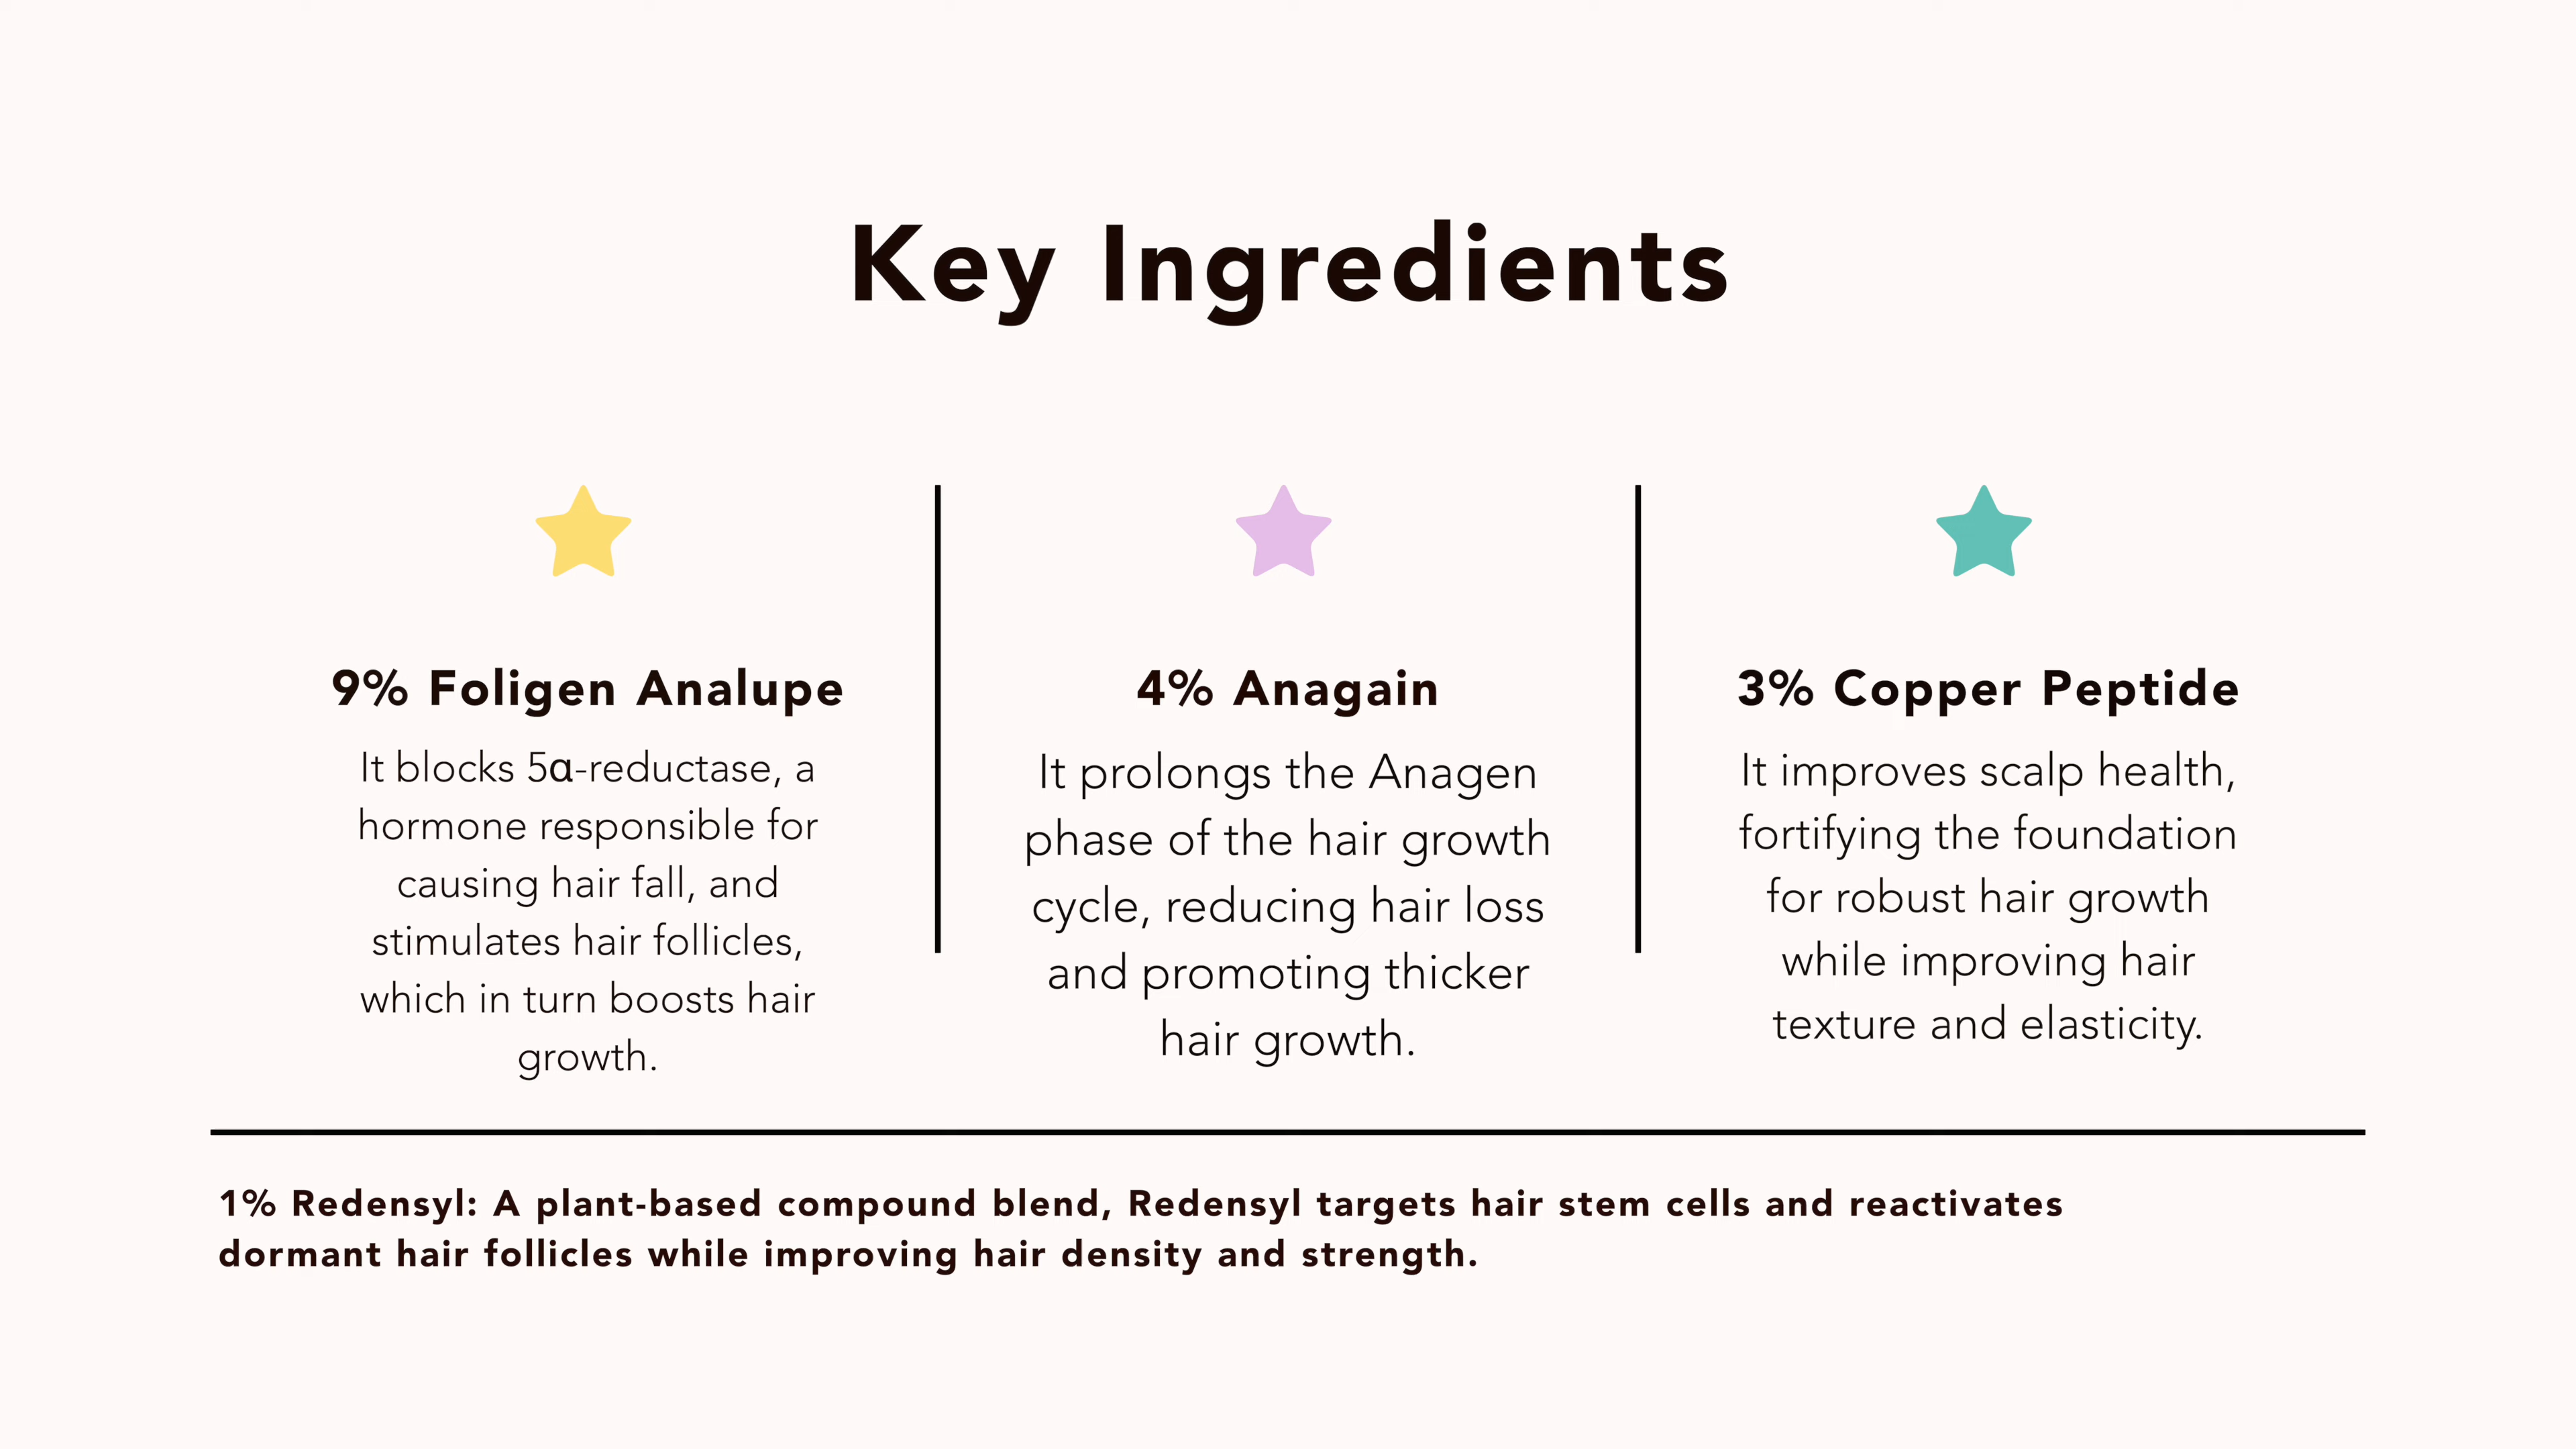 Key Ingredients
9% Foligen Analupe
It blocks 5α-reductase, a
hormone responsible for
causing hair fall, and
stimulates hair follicles,
which in turn boosts hair
growth.
4% Anagain
It prolongs the Anagen
phase of the hair growth
cycle, reducing hair loss
and promoting thicker
hair growth.
3% Copper Peptide
It improves scalp health,
fortifying the foundation
for robust hair growth
while improving hair
texture and elasticity.
1% Redensyl: A plant-based compound blend, Redensyl targets hair stem cells and reactivates
dormant hair follicles while improving hair density and strength.